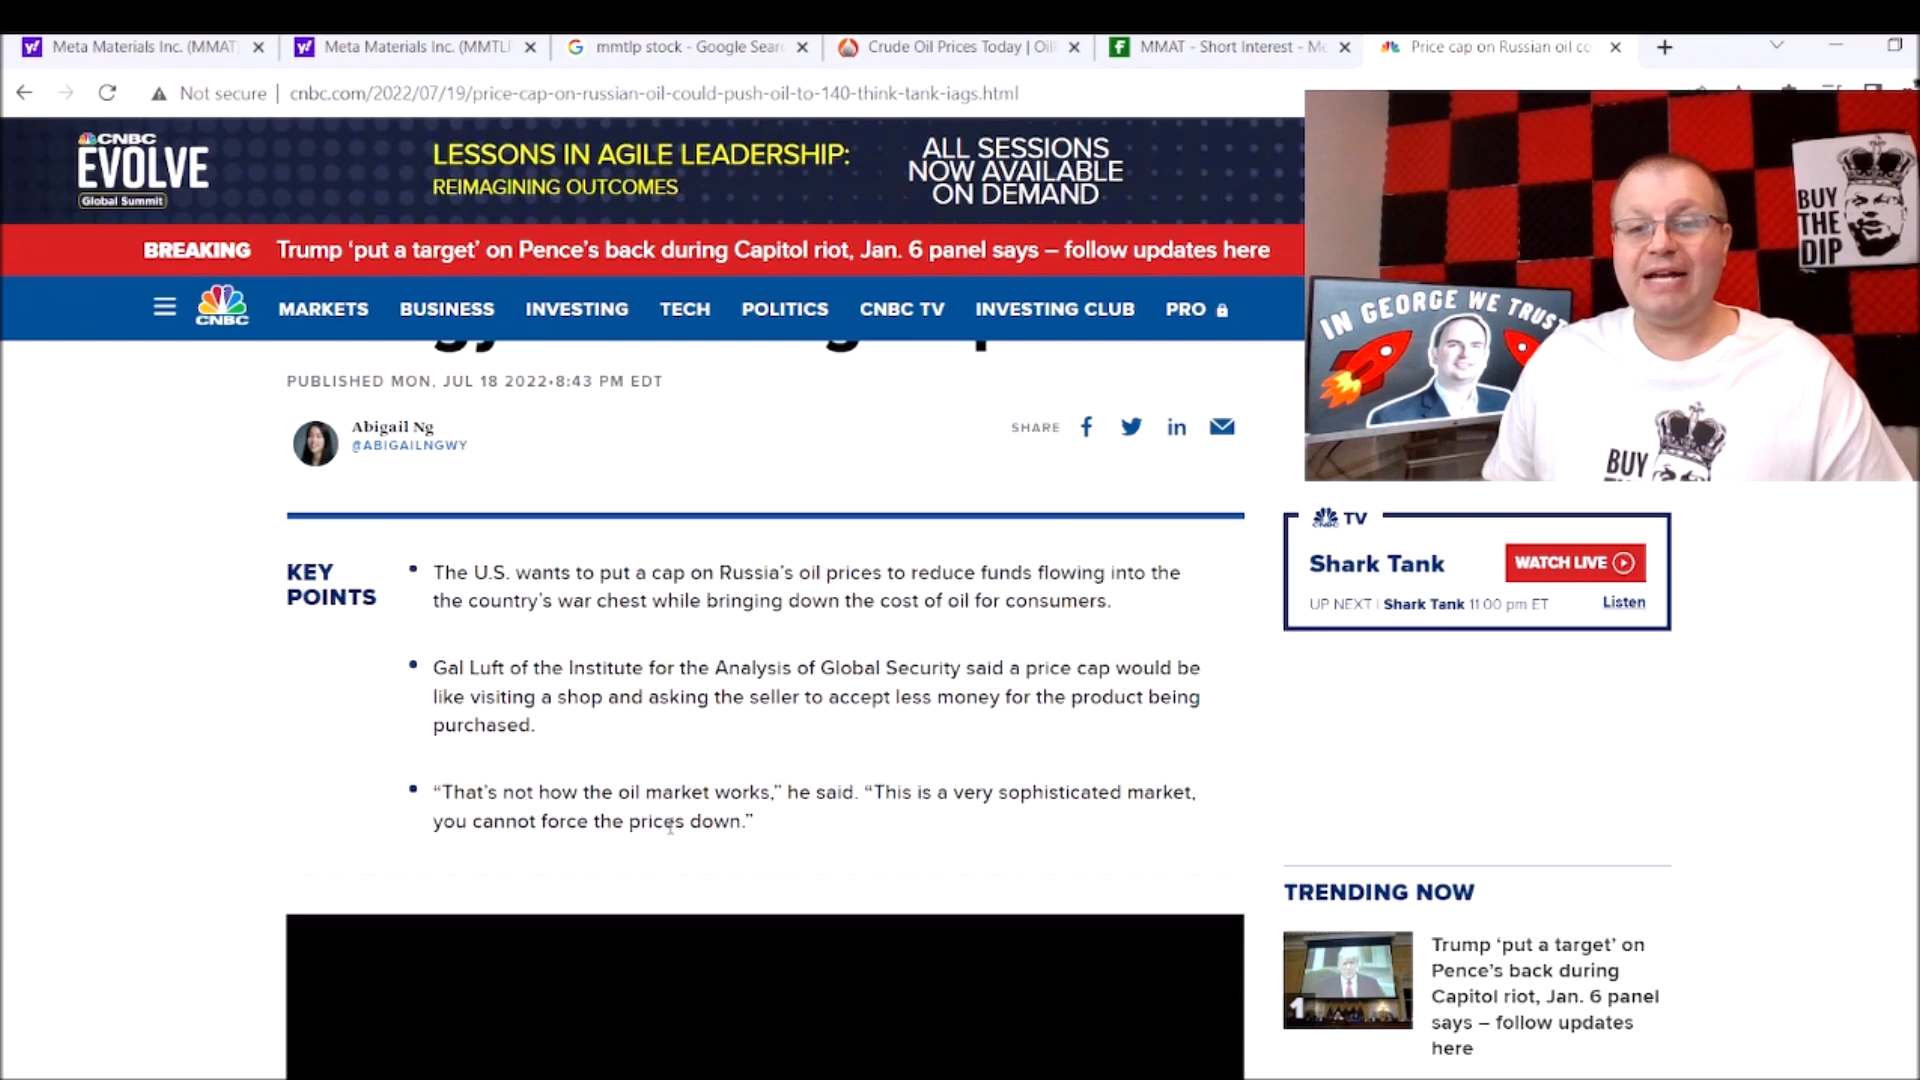 Meta Materials Inc. (MMAT)
Meta Materials Inc. (MMTLP
mmtlp stock - Google Sear
Crude Oil Prices Today | Oil
MMAT - Short Interest - Me
Price cap on Russian oil co
Not secure
cnbc.com/2022/07/19/price-cap-on-russian-oil-could-push-oil-to-140-think-tank-iags.html
CNBC
EVOLVE
Global Summit
LESSONS IN AGILE LEADERSHIP:
REIMAGINING OUTCOMES
ALL SESSIONS
NOW AVAILABLE
ON DEMAND
BREAKING
Trump ‘put a target’ on Pence’s back during Capitol riot, Jan. 6 panel says – follow updates here
CNBC
MARKETS
BUSINESS
INVESTING
TECH
POLITICS
CNBC TV
INVESTING CLUB
PRO
BUY
THE
DIP
IN GEORGE WE TRUST
BUY
PUBLISHED MON, JUL 18 2022•8:43 PM EDT
Abigail Ng
@ABIGAILNGWY
SHARE
KEY
POINTS
The U.S. wants to put a cap on Russia’s oil prices to reduce funds flowing into the
the country’s war chest while bringing down the cost of oil for consumers.
Gal Luft of the Institute for the Analysis of Global Security said a price cap would be
like visiting a shop and asking the seller to accept less money for the product being
purchased.
“That’s not how the oil market works,” he said. “This is a very sophisticated market,
you cannot force the prices down.”
CNBC TV
Shark Tank
WATCH LIVE
UP NEXT | Shark Tank 11:00 pm ET
Listen
TRENDING NOW
1
Trump ‘put a target’ on
Pence’s back during
Capitol riot, Jan. 6 panel
says – follow updates
here